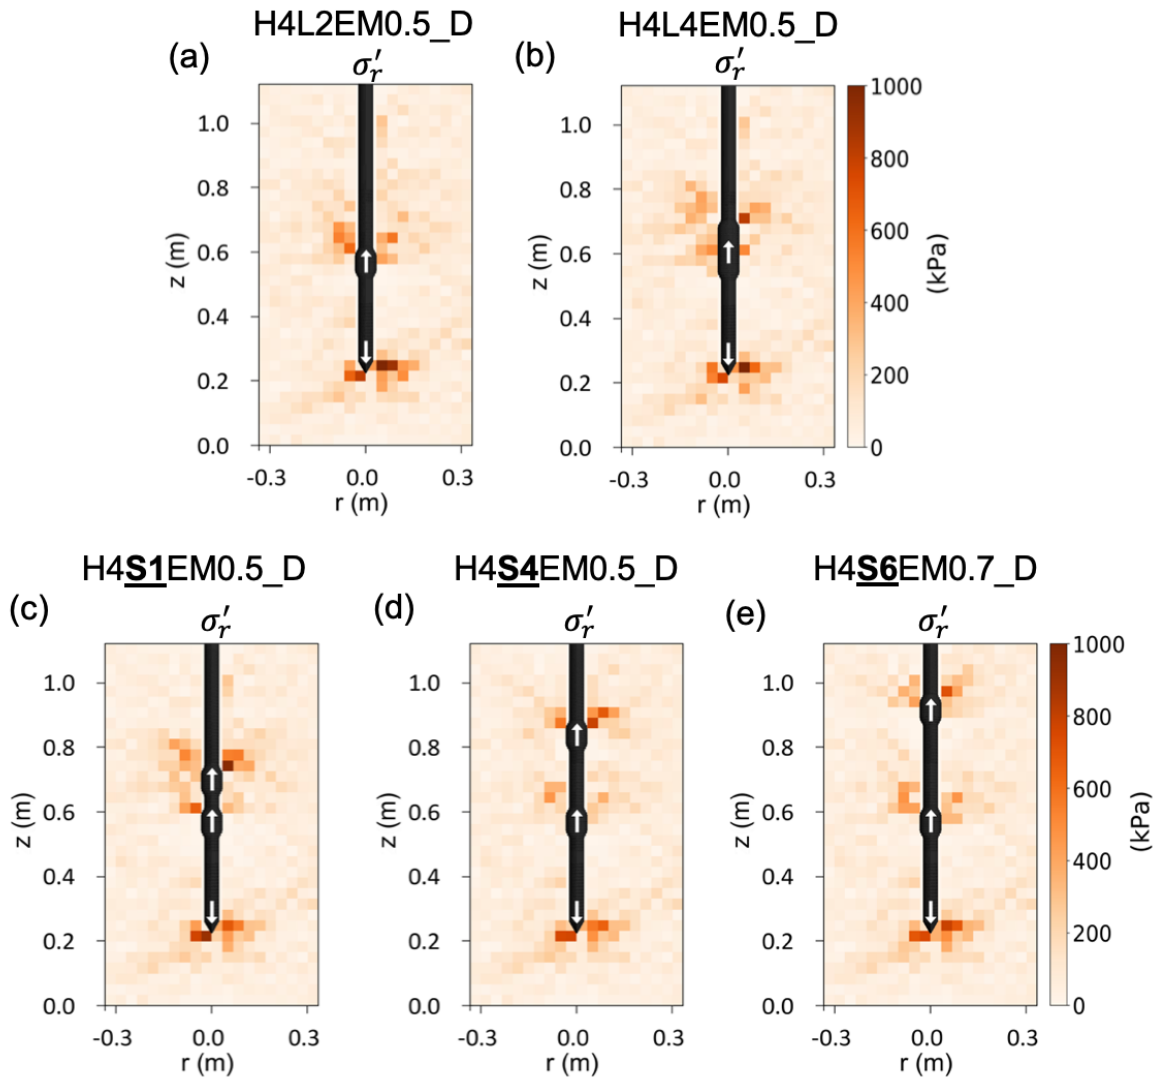 H4L2EM0.5_D
H4L4EM0.5_D
(a)
σ′r
(b)
σ′r
1.0
0.8
0.6
0.4
0.2
0.0
z (m)
-0.3
0.0
0.3
r (m)
1.0
0.8
0.6
0.4
0.2
0.0
z (m)
-0.3
0.0
0.3
r (m)
1000
800
600
400
200
0
(kPa)
H4S1EM0.5_D
H4S4EM0.5_D
H4S6EM0.7_D
(c)
σ′r
(d)
σ′r
(e)
σ′r
1.0
0.8
0.6
0.4
0.2
0.0
z (m)
-0.3
0.0
0.3
r (m)
1.0
0.8
0.6
0.4
0.2
0.0
z (m)
-0.3
0.0
0.3
r (m)
1.0
0.8
0.6
0.4
0.2
0.0
z (m)
-0.3
0.0
0.3
r (m)
1000
800
600
400
200
0
(kPa)